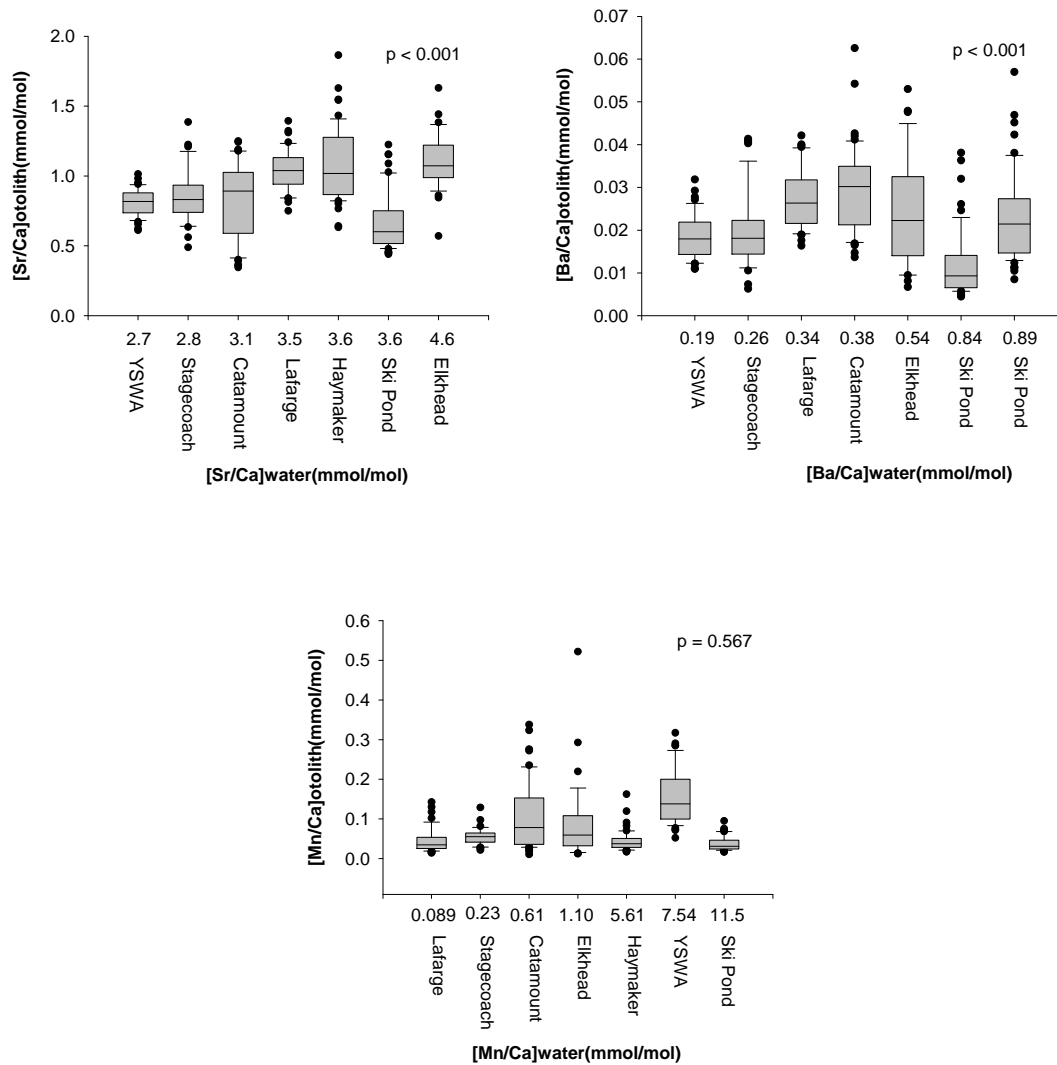 [Sr/Ca]otolith(mmol/mol)
2.0
1.5
1.0
0.5
0.0
p < 0.001
2.7 2.8 3.1 3.5 3.6 3.6 4.6
YSWA
Stagecoach
Catamount
Lafarge
Haymaker
Ski Pond
Elkhead
[Sr/Ca]water(mmol/mol)
[Ba/Ca]otolith(mmol/mol)
0.07
0.06
0.05
0.04
0.03
0.02
0.01
0.00
p < 0.001
0.19 0.26 0.34 0.38 0.54 0.84 0.89
YSWA
Stagecoach
Lafarge
Catamount
Elkhead
Ski Pond
Ski Pond
[Ba/Ca]water(mmol/mol)
[Mn/Ca]otolith(mmol/mol)
0.6
0.5
0.4
0.3
0.2
0.1
0.0
p = 0.567
0.089 0.23 0.61 1.10 5.61 7.54 11.5
Lafarge
Stagecoach
Catamount
Elkhead
Haymaker
YSWA
Ski Pond
[Mn/Ca]water(mmol/mol)